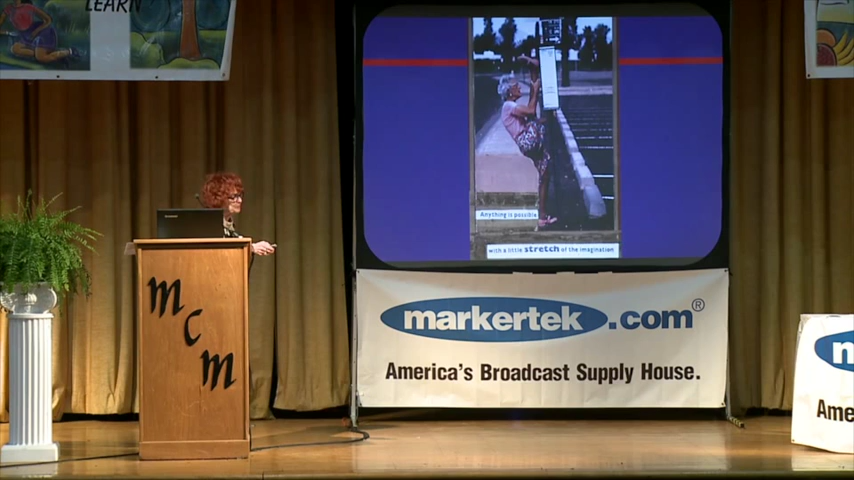 LEARN
Anything is possible
with a little stretch of the imagination
mcm
markertek.com®
America's Broadcast Supply House.
m
Ame